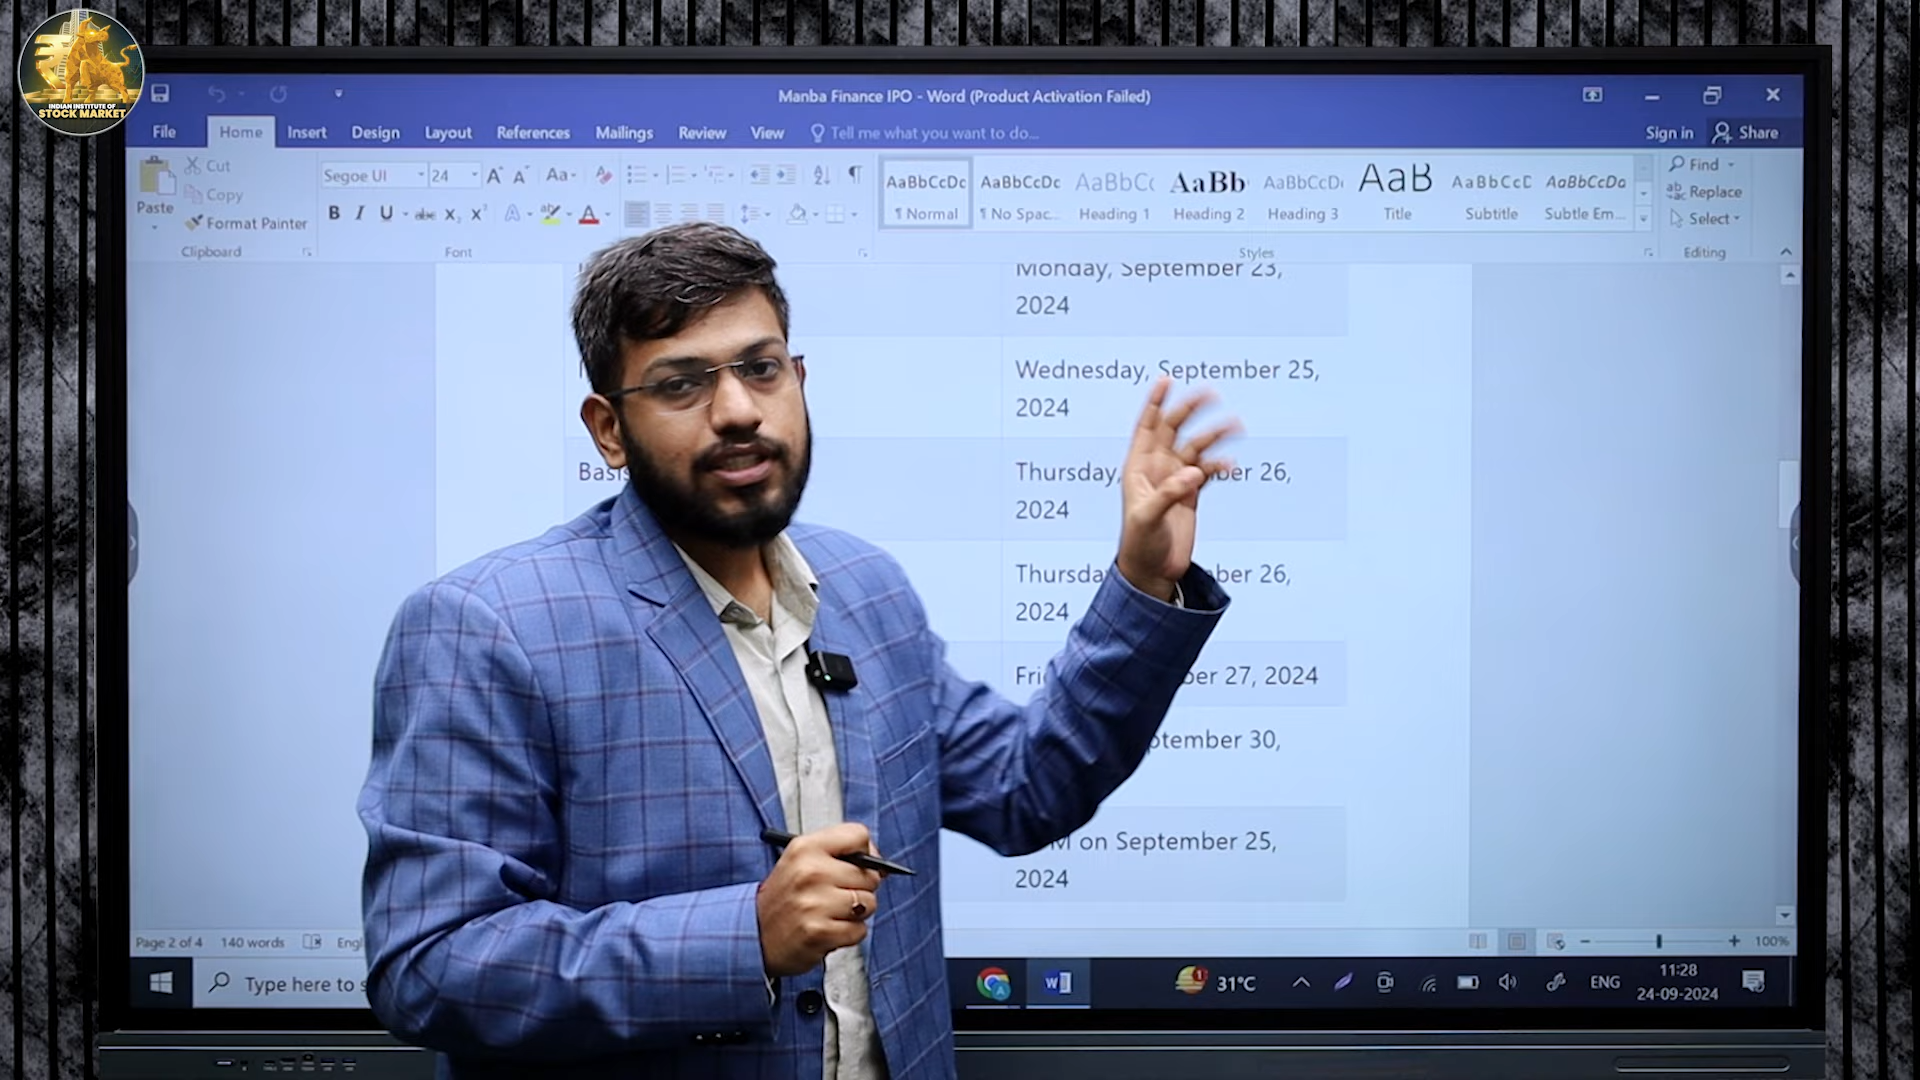 INDIAN INSTITUTE OF
STOCK MARKET
Manba Finance IPO - Word (Product Activation Failed)
File Home Insert Design Layout References Mailings Review View Tell me what you want to do...
Sign in Share
Paste
Cut
Copy
Format Painter
Clipboard
Segoe UI 24
Font
AaBbCcDc AaBbCcDc AaBbC AaBb AaBbCcD AaB AaBbCcD AaBbCcDa
Normal No Spac... Heading 1 Heading 2 Heading 3 Title Subtitle Subtle Em...
Styles
Find
Replace
Select
Editing
Monday, September 23,
2024
Wednesday, September 25,
2024
Basis
Thursday, ber 26,
2024
Thursda ber 26,
2024
Fri ber 27, 2024
ptember 30,
M on September 25,
2024
Page 2 of 4 140 words Engl
100%
Type here to s
31°C
ENG
11:28
24-09-2024